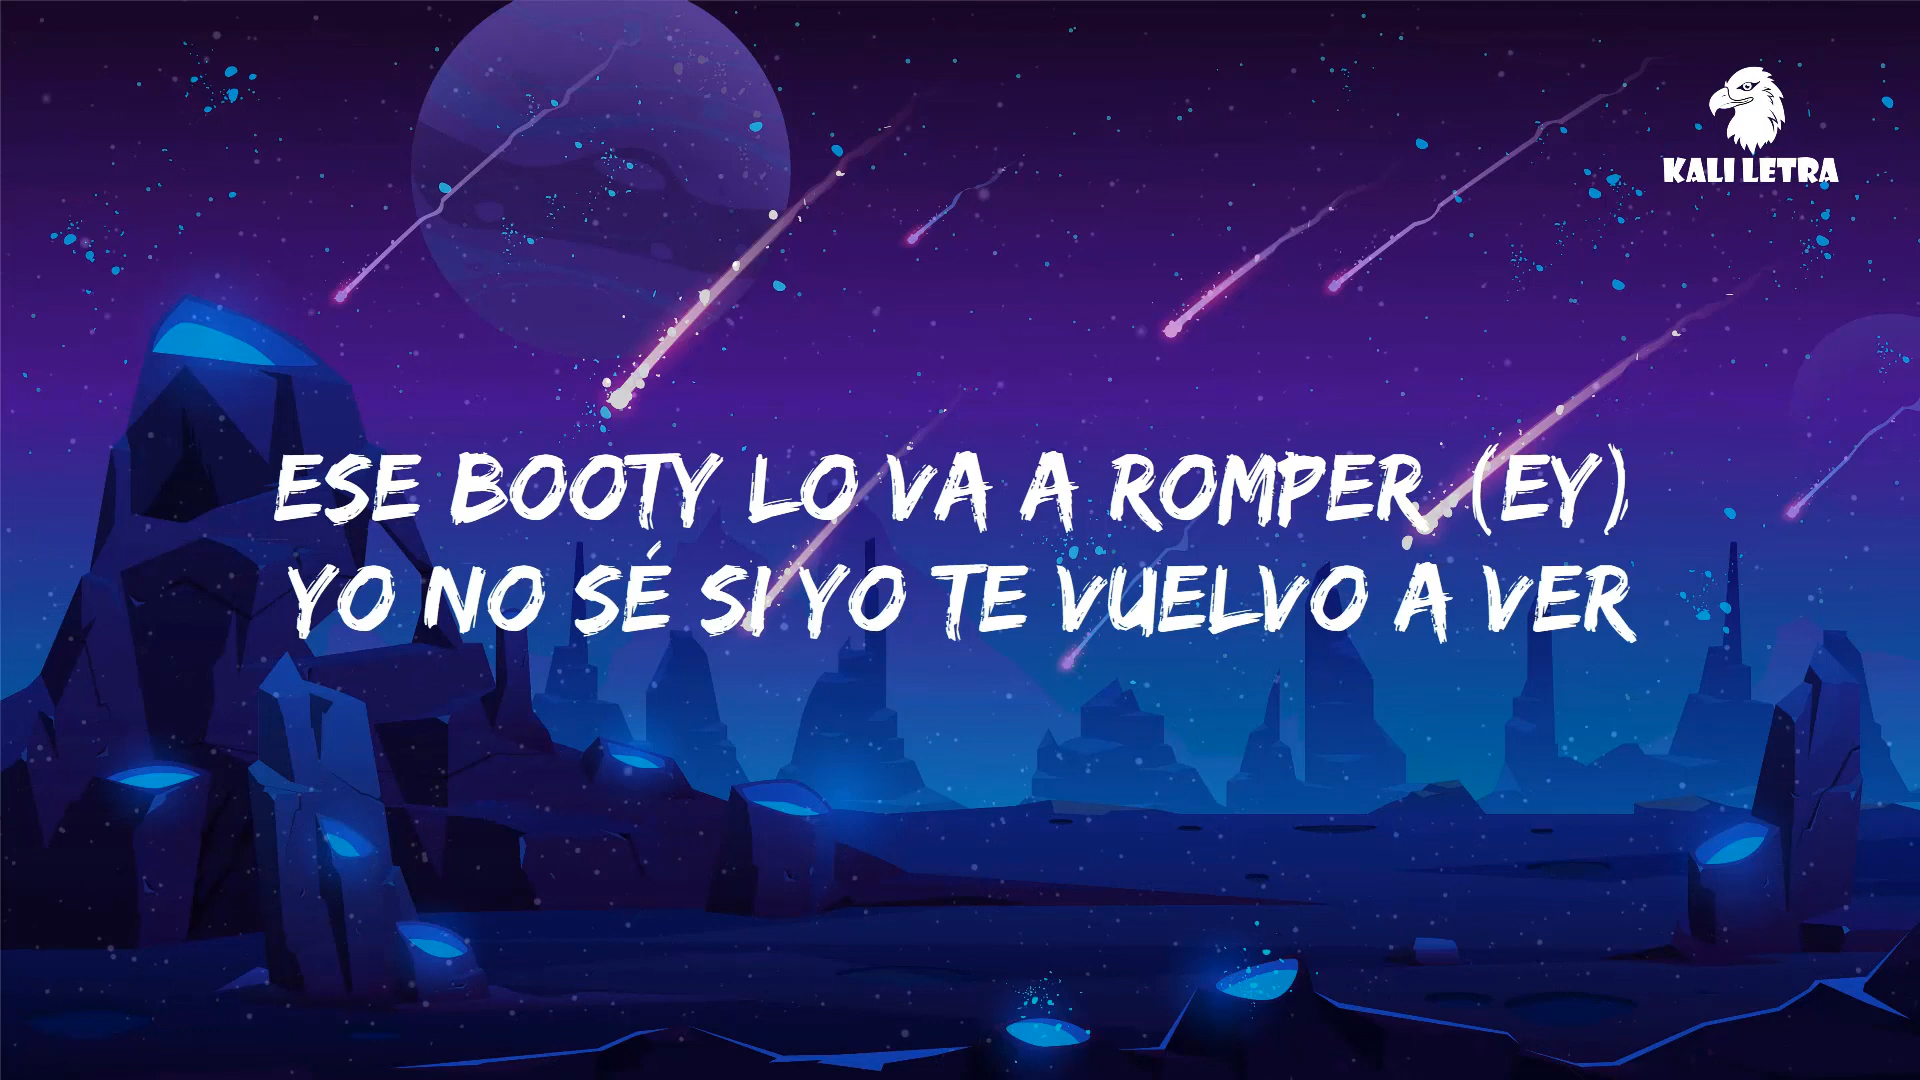 KALI LETRA
ESE BOOTY LO VA A ROMPER, (EY)
YO NO SÉ SI YO TE VUELVO A VER